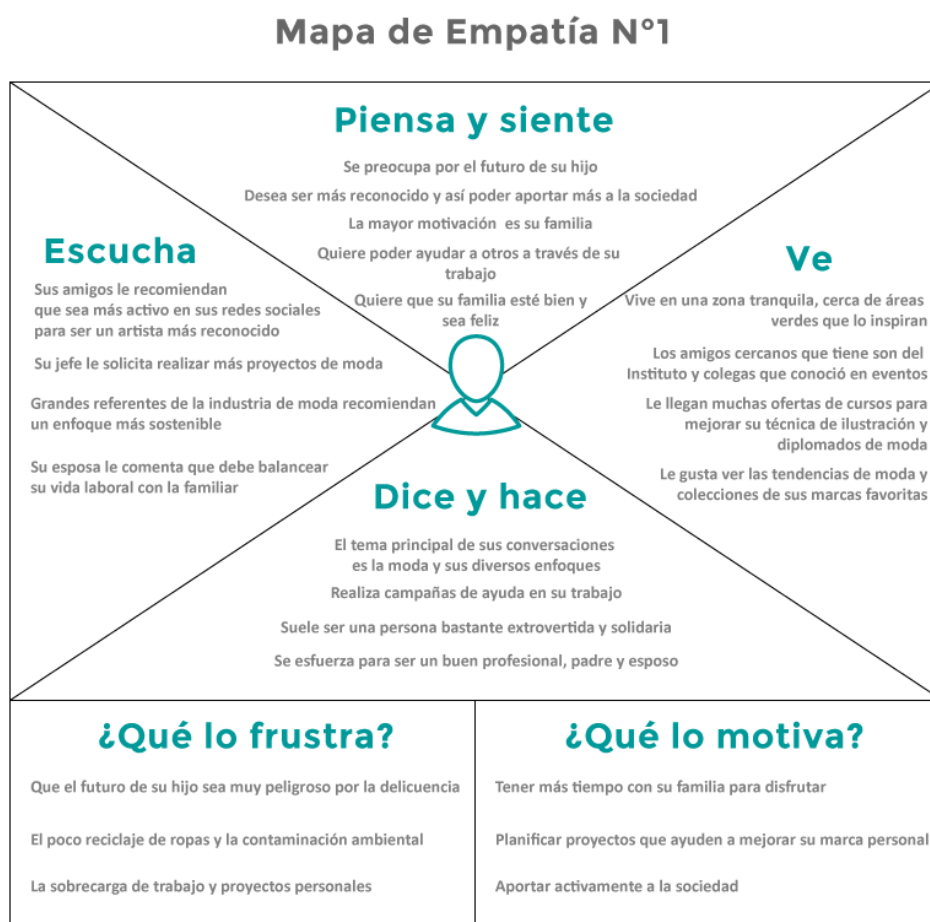 Mapa de Empatía N°1
Piensa y siente
Se preocupa por el futuro de su hijo
Desea ser más reconocido y así poder aportar más a la sociedad
La mayor motivación es su familia
Quiere poder ayudar a otros a través de su
trabajo
Quiere que su familia esté bien y
sea feliz
Escucha
Sus amigos le recomiendan
que sea más activo en sus redes sociales
para ser un artista más reconocido
Su jefe le solicita realizar más proyectos de moda
Grandes referentes de la industria de moda recomiendan
un enfoque más sostenible
Su esposa le comenta que debe balancear
su vida laboral con la familiar
Ve
Vive en una zona tranquila, cerca de áreas
verdes que lo inspiran
Los amigos cercanos que tiene son del
Instituto y colegas que conoció en eventos
Le llegan muchas ofertas de cursos para
mejorar su técnica de ilustración y
diplomados de moda
Le gusta ver las tendencias de moda y
colecciones de sus marcas favoritas
Dice y hace
El tema principal de sus conversaciones
es la moda y sus diversos enfoques
Realiza campañas de ayuda en su trabajo
Suele ser una persona bastante extrovertida y solidaria
Se esfuerza para ser un buen profesional, padre y esposo
¿Qué lo frustra?
Que el futuro de su hijo sea muy peligroso por la delicuencia
El poco reciclaje de ropas y la contaminación ambiental
La sobrecarga de trabajo y proyectos personales
¿Qué lo motiva?
Tener más tiempo con su familia para disfrutar
Planificar proyectos que ayuden a mejorar su marca personal
Aportar activamente a la sociedad